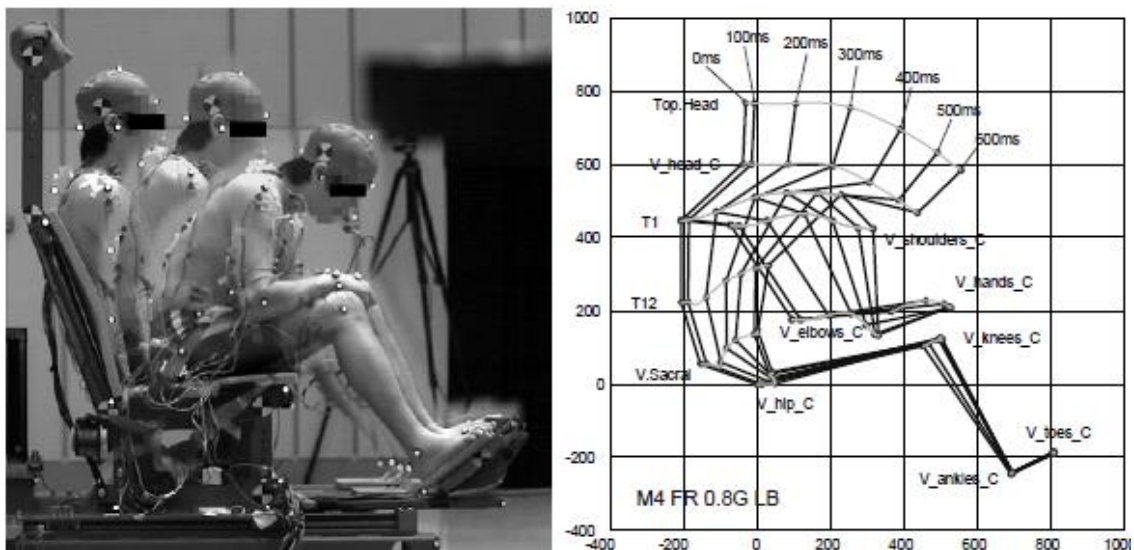 1000
100ms
200ms
0ms
300ms
400ms
800
Top.Head
500ms
600ms
V_head_C
600
T1
400
V_shoulders_C
T12
V_hands_C
200
V_elbows_C
V_knees_C
V.Sacral
0
V_hip_C
V_toes_C
-200
V_ankles_C
M4 FR 0.8G LB
-400
-400 -200 0 200 400 600 800 1000